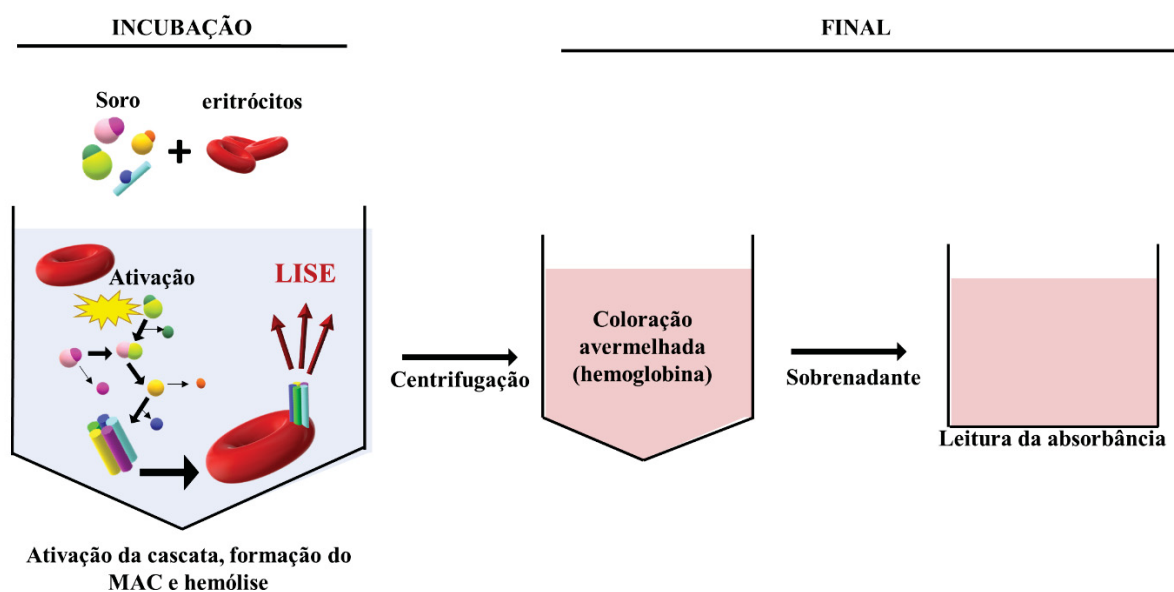 INCUBAÇÃO
Soro
eritrócitos
Ativação
LISE
Ativação da cascata, formação do
MAC e hemólise
Centrifugação
FINAL
Coloração
avermelhada
(hemoglobina)
Sobrenadante
Leitura da absorbância